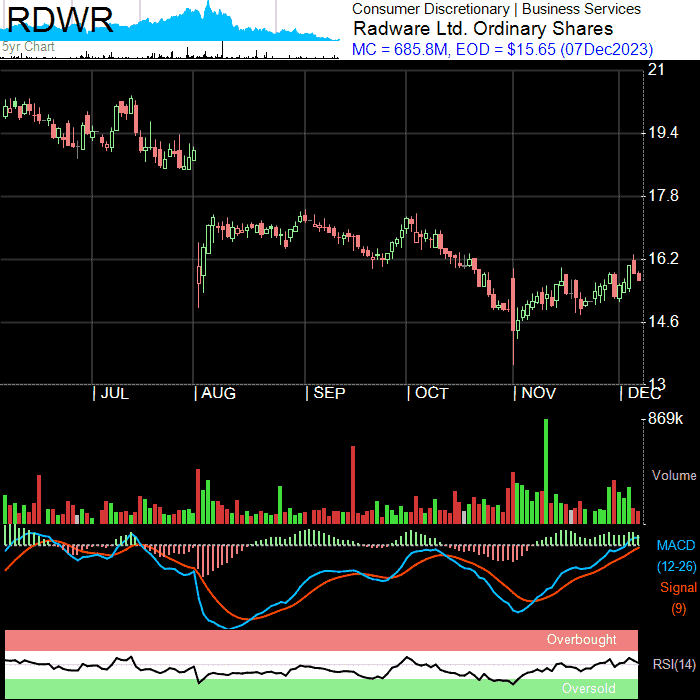 RDWR
5yr Chart
Consumer Discretionary | Business Services
Radware Ltd. Ordinary Shares
MC = 685.8M, EOD = $15.65 (07Dec2023)
21
19.4
17.8
16.2
14.6
13
JUL AUG SEP OCT NOV DEC
869k
Volume
MACD
(12-26)
Signal
(9)
Overbought
RSI(14)
Oversold